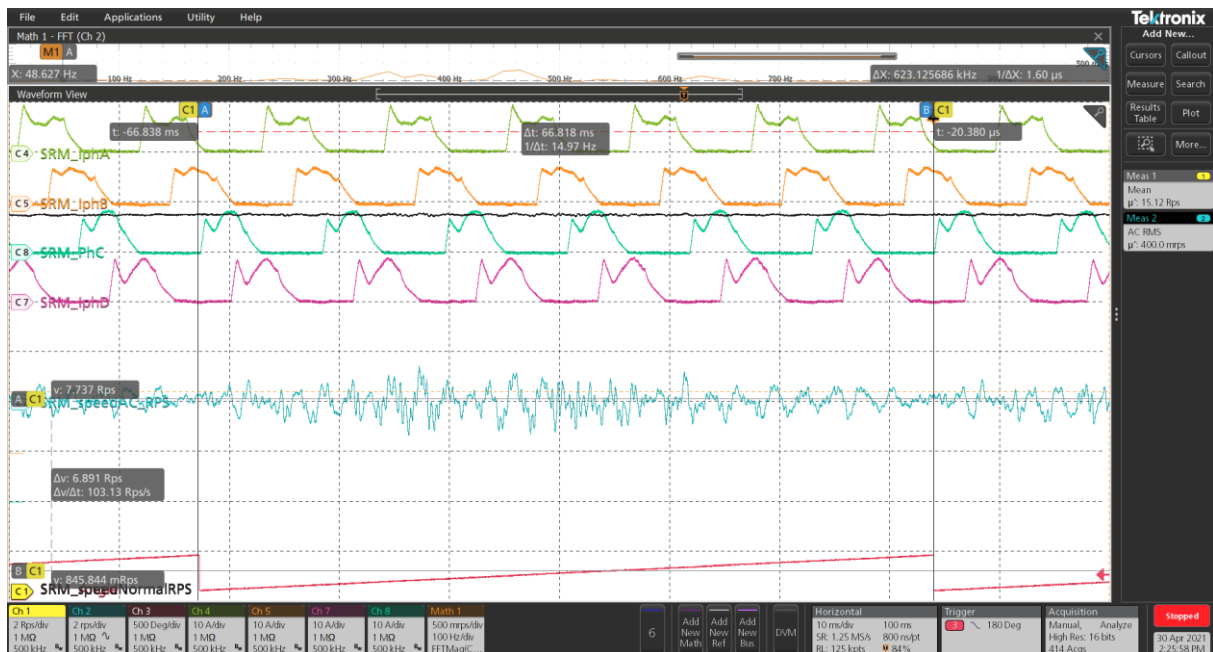 File Edit Applications Utility Help
Tektronix
Add New...
Math 1 - FFT (Ch 2)
M1 A
X: 48.627 Hz
100 Hz 200 Hz 300 Hz 400 Hz 500 Hz 600 Hz 700 Hz
ΔX: 623.125686 kHz 1/ΔX: 1.60 µs
Cursors Callout
Measure Search
Results Table Plot
More...
Waveform View
C1 A
B C1
t: -66.838 ms
Δt: 66.818 ms
1/Δt: 14.97 Hz
t: -20.380 µs
C4 SRM_IphA
C5 SRM_IphB
C8 SRM_PhC
C7 SRM_IphD
Meas 1 1
Mean
µ': 15.12 Rps
Meas 2 2
AC RMS
µ': 400.0 mrps
v: 7.737 Rps
A C1 SRM_speedAC_RPS
Δv: 6.891 Rps
Δv/Δt: 103.13 Rps/s
B C1
v: 845.844 mRps
C1 SRM_speedNormalRPS
Ch 1
2 Rps/div
1 MΩ
500 kHz
Ch 2
2 rps/div
1 MΩ
500 kHz
Ch 3
500 Deg/div
1 MΩ
500 kHz
Ch 4
10 A/div
1 MΩ
500 kHz
Ch 5
10 A/div
1 MΩ
500 kHz
Ch 7
10 A/div
1 MΩ
500 kHz
Ch 8
10 A/div
1 MΩ
500 kHz
Math 1
500 mrps/div
100 Hz/div
FFTMag(C...
6
Add New Math
Add New Ref
Add New Bus
DVM
Horizontal
10 ms/div 100 ms
SR: 1.25 MS/s 800 ns/pt
RL: 125 kpts 84%
Trigger
3 180 Deg
Acquisition
Manual, Analyze
High Res: 16 bits
414 Acqs
Stopped
30 Apr 2021
2:25:58 PM